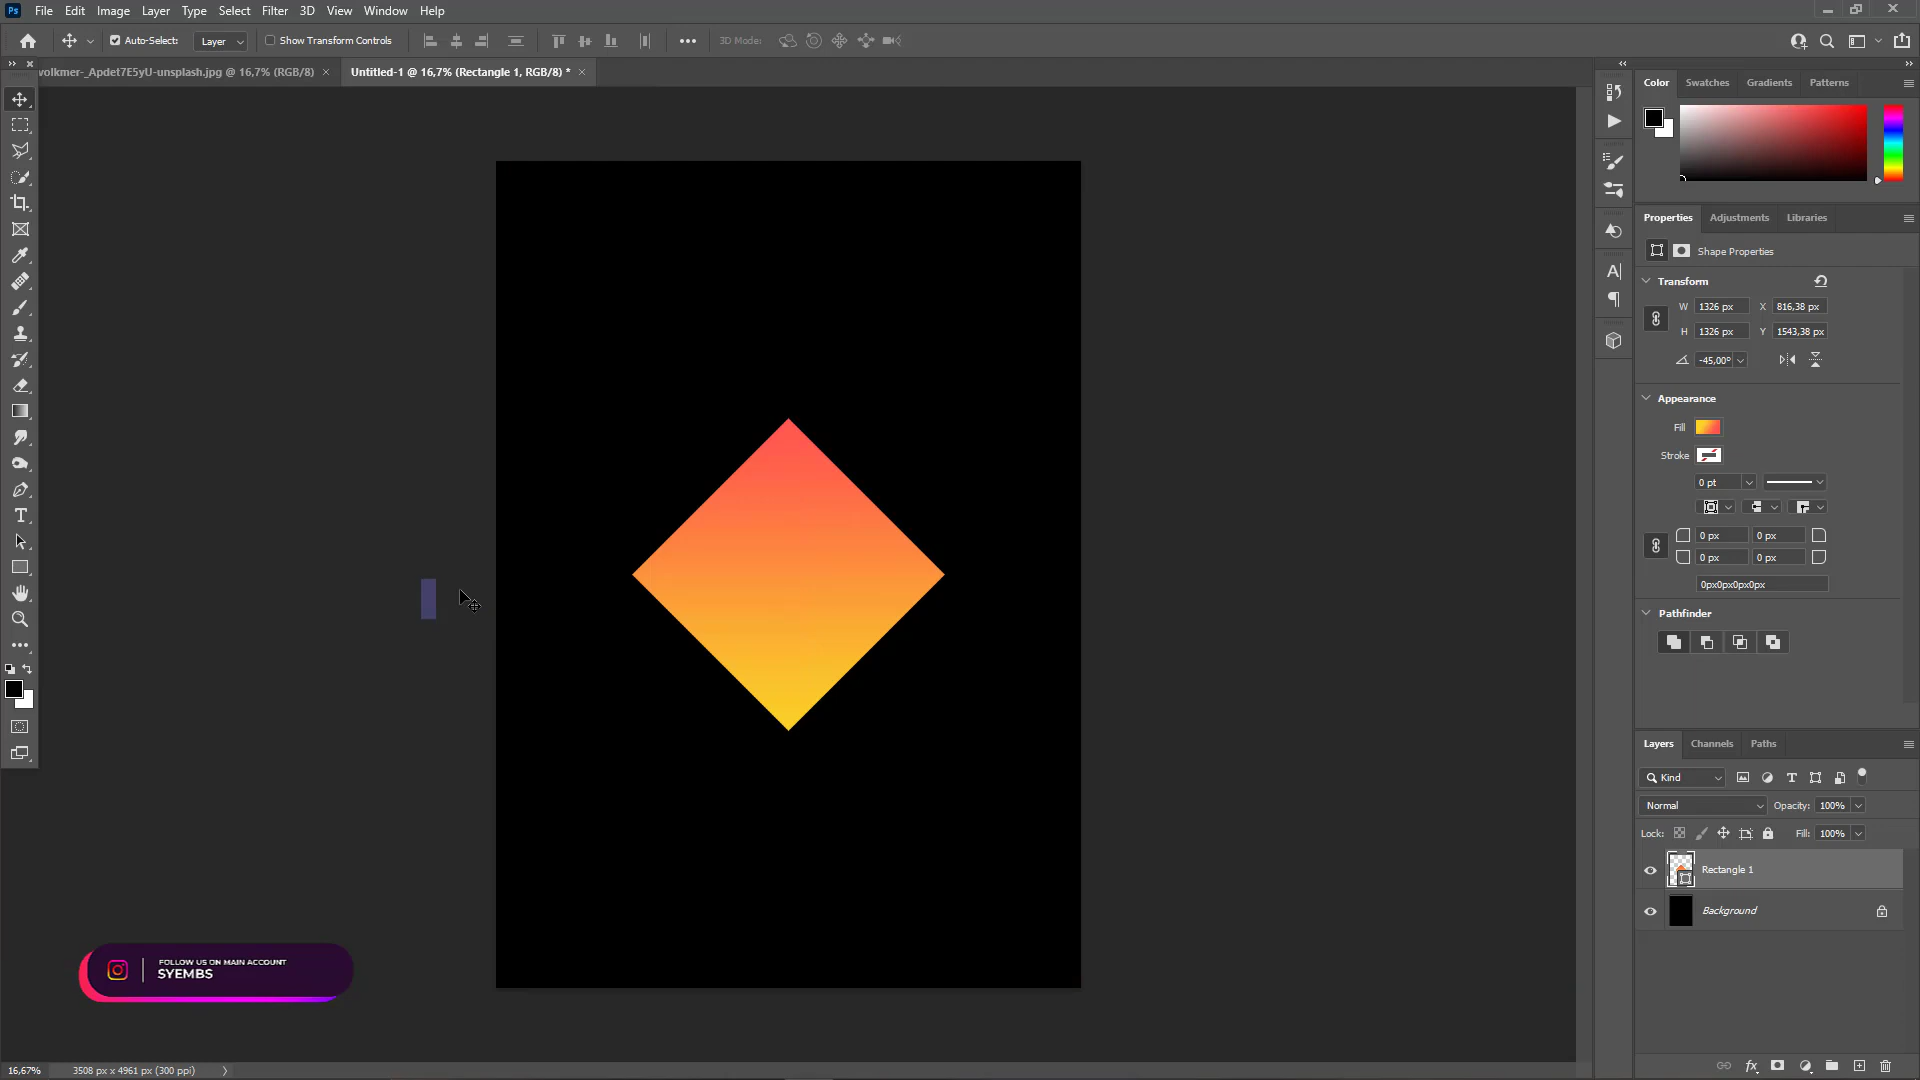 Ps File Edit Image Layer Type Select Filter 3D View Window Help
Auto-Select: Layer Show Transform Controls 3D Mode:
volkmer-_Apdet7E5yU-unsplash.jpg @ 16,7% (RGB/8) × Untitled-1 @ 16,7% (Rectangle 1, RGB/8) * ×
Color Swatches Gradients Patterns
Properties Adjustments Libraries
Shape Properties
Transform
W 1326 px X 816,38 px
H 1326 px Y 1543,38 px
-45,00°
Appearance
Fill
Stroke
0 pt
0 px 0 px
0 px 0 px
0px0px0px0px
Pathfinder
Layers Channels Paths
Kind
Normal Opacity: 100%
Lock: Fill: 100%
Rectangle 1
Background
FOLLOW US ON MAIN ACCOUNT
SYEMBS
16,67% 3508 px x 4961 px (300 ppi)